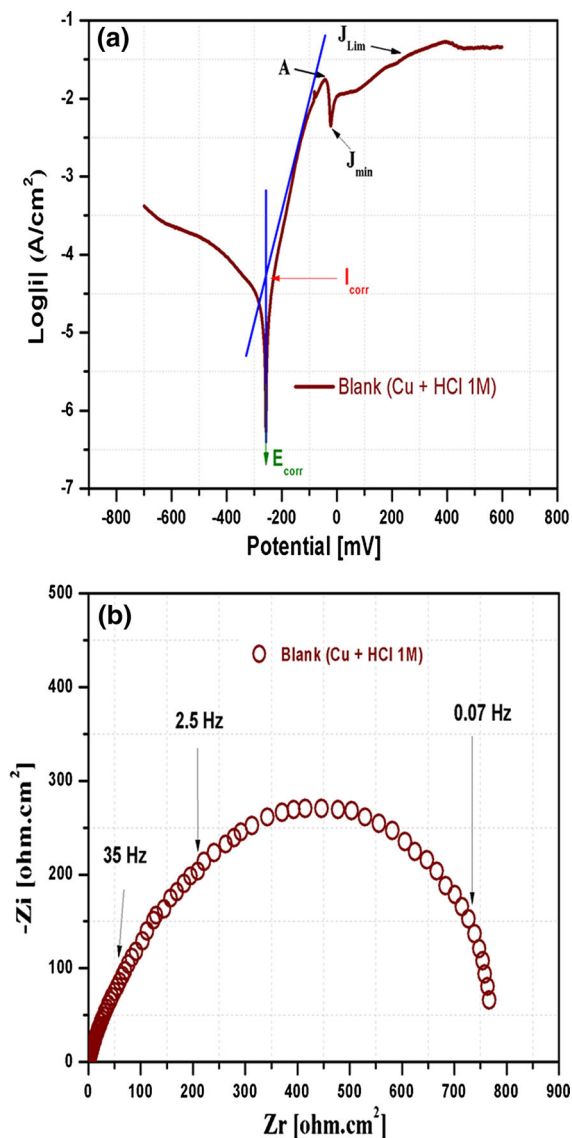 (a)
-1
-2
-3
-4
-5
-6
-7
Log|i| (A/cm²)
A
J_Lim
J_min
I_corr
Blank (Cu + HCl 1M)
E_corr
-800 -600 -400 -200 0 200 400 600 800
Potential [mV]
(b)
500
400
300
200
100
0
-Zi [ohm.cm²]
Blank (Cu + HCl 1M)
2.5 Hz
0.07 Hz
35 Hz
0 100 200 300 400 500 600 700 800 900
Zr [ohm.cm²]